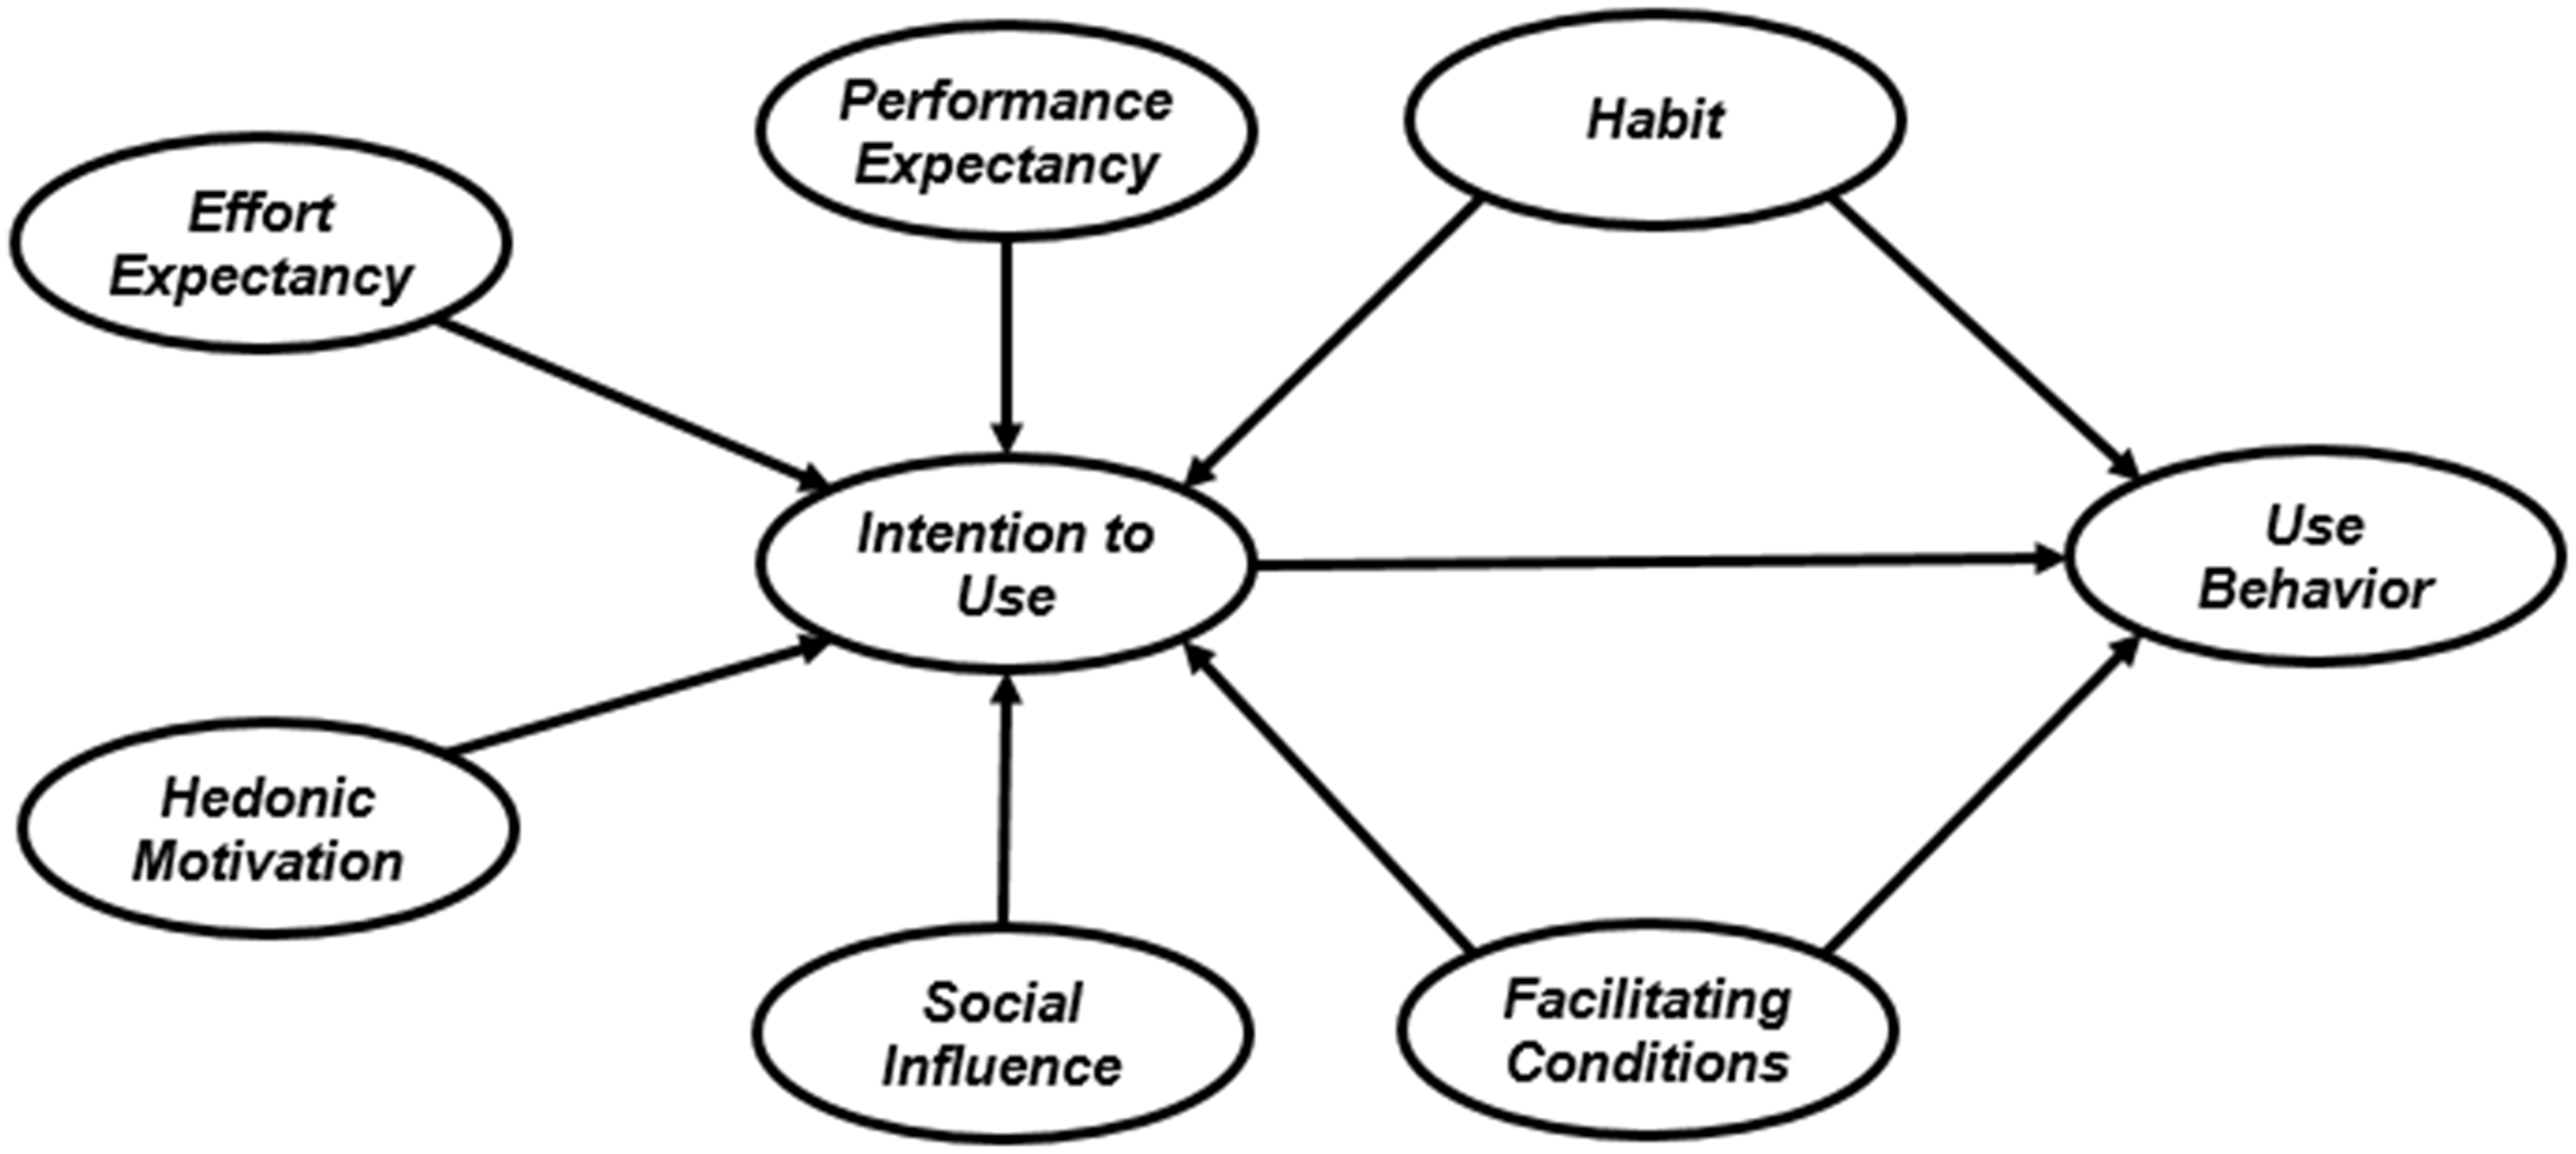 Performance
Expectancy
Habit
Effort
Expectancy
Intention to
Use
Use
Behavior
Hedonic
Motivation
Social
Influence
Facilitating
Conditions